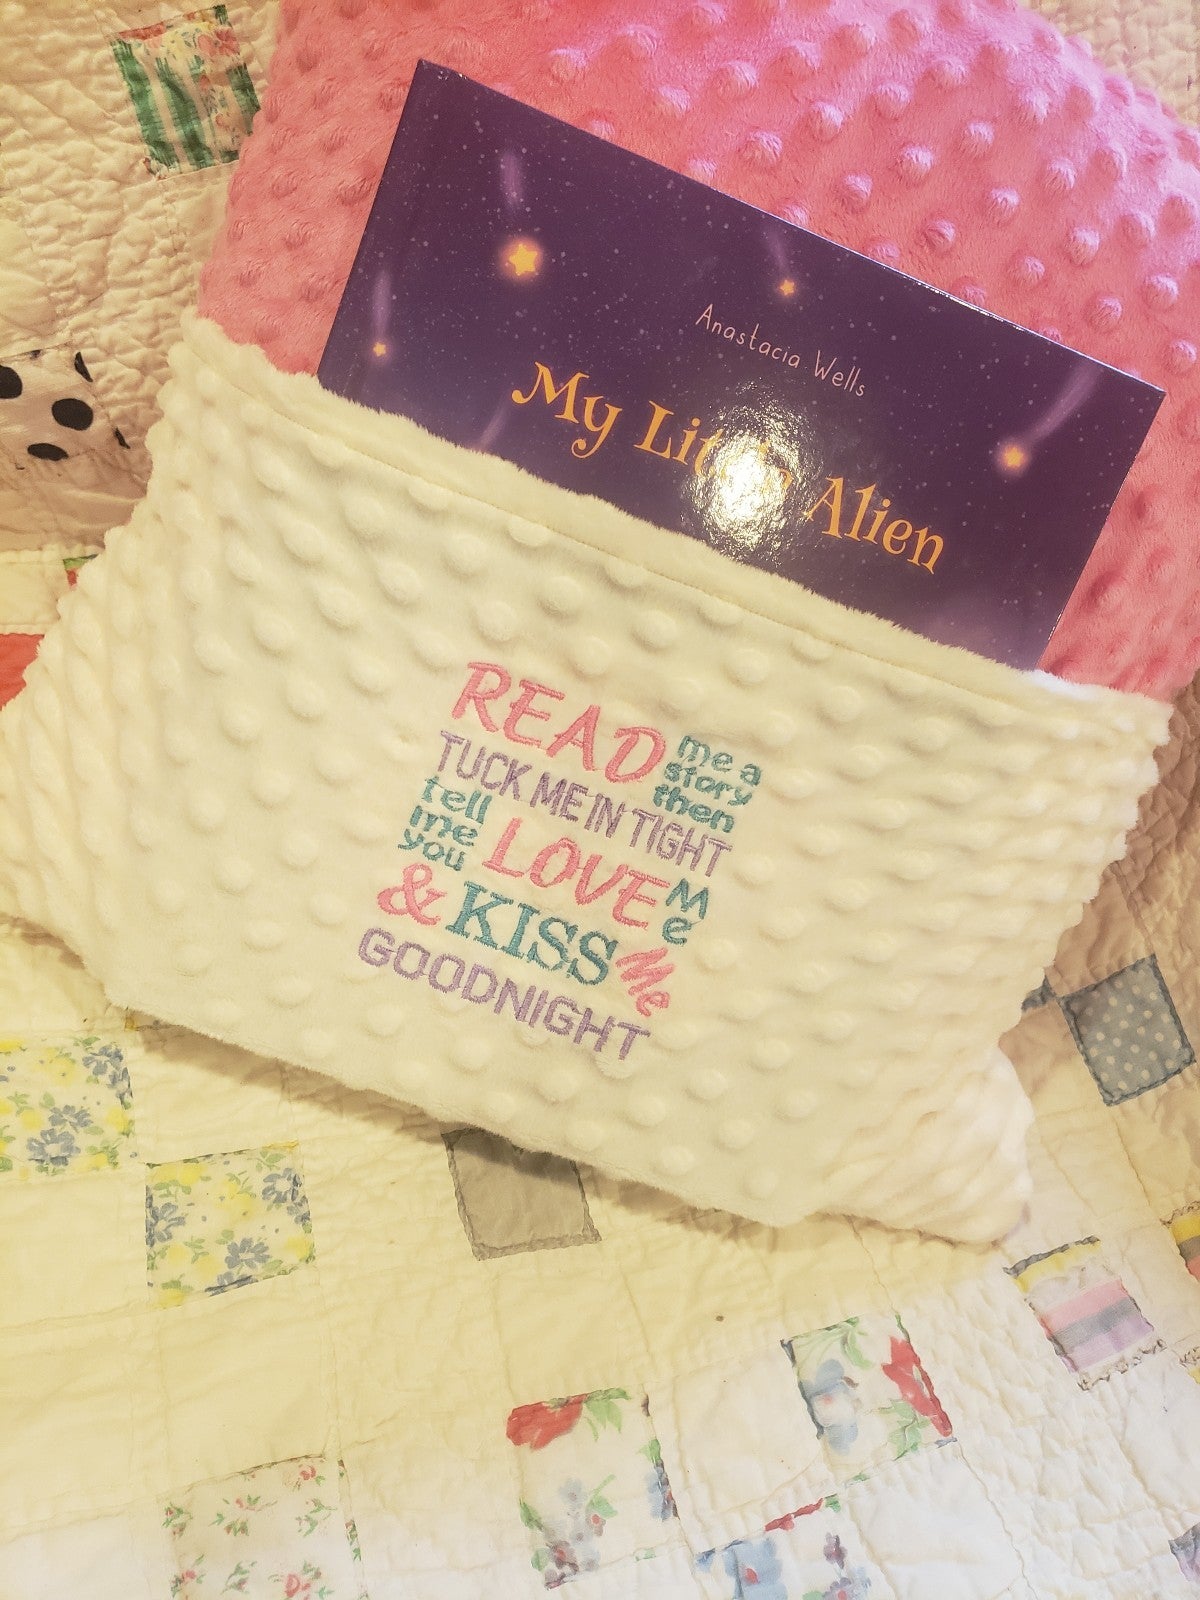 Anastacia Wells
My Little Alien
READ me a story then
TUCK ME IN TIGHT
tell me you LOVE Me
& KISS Me
GOODNIGHT